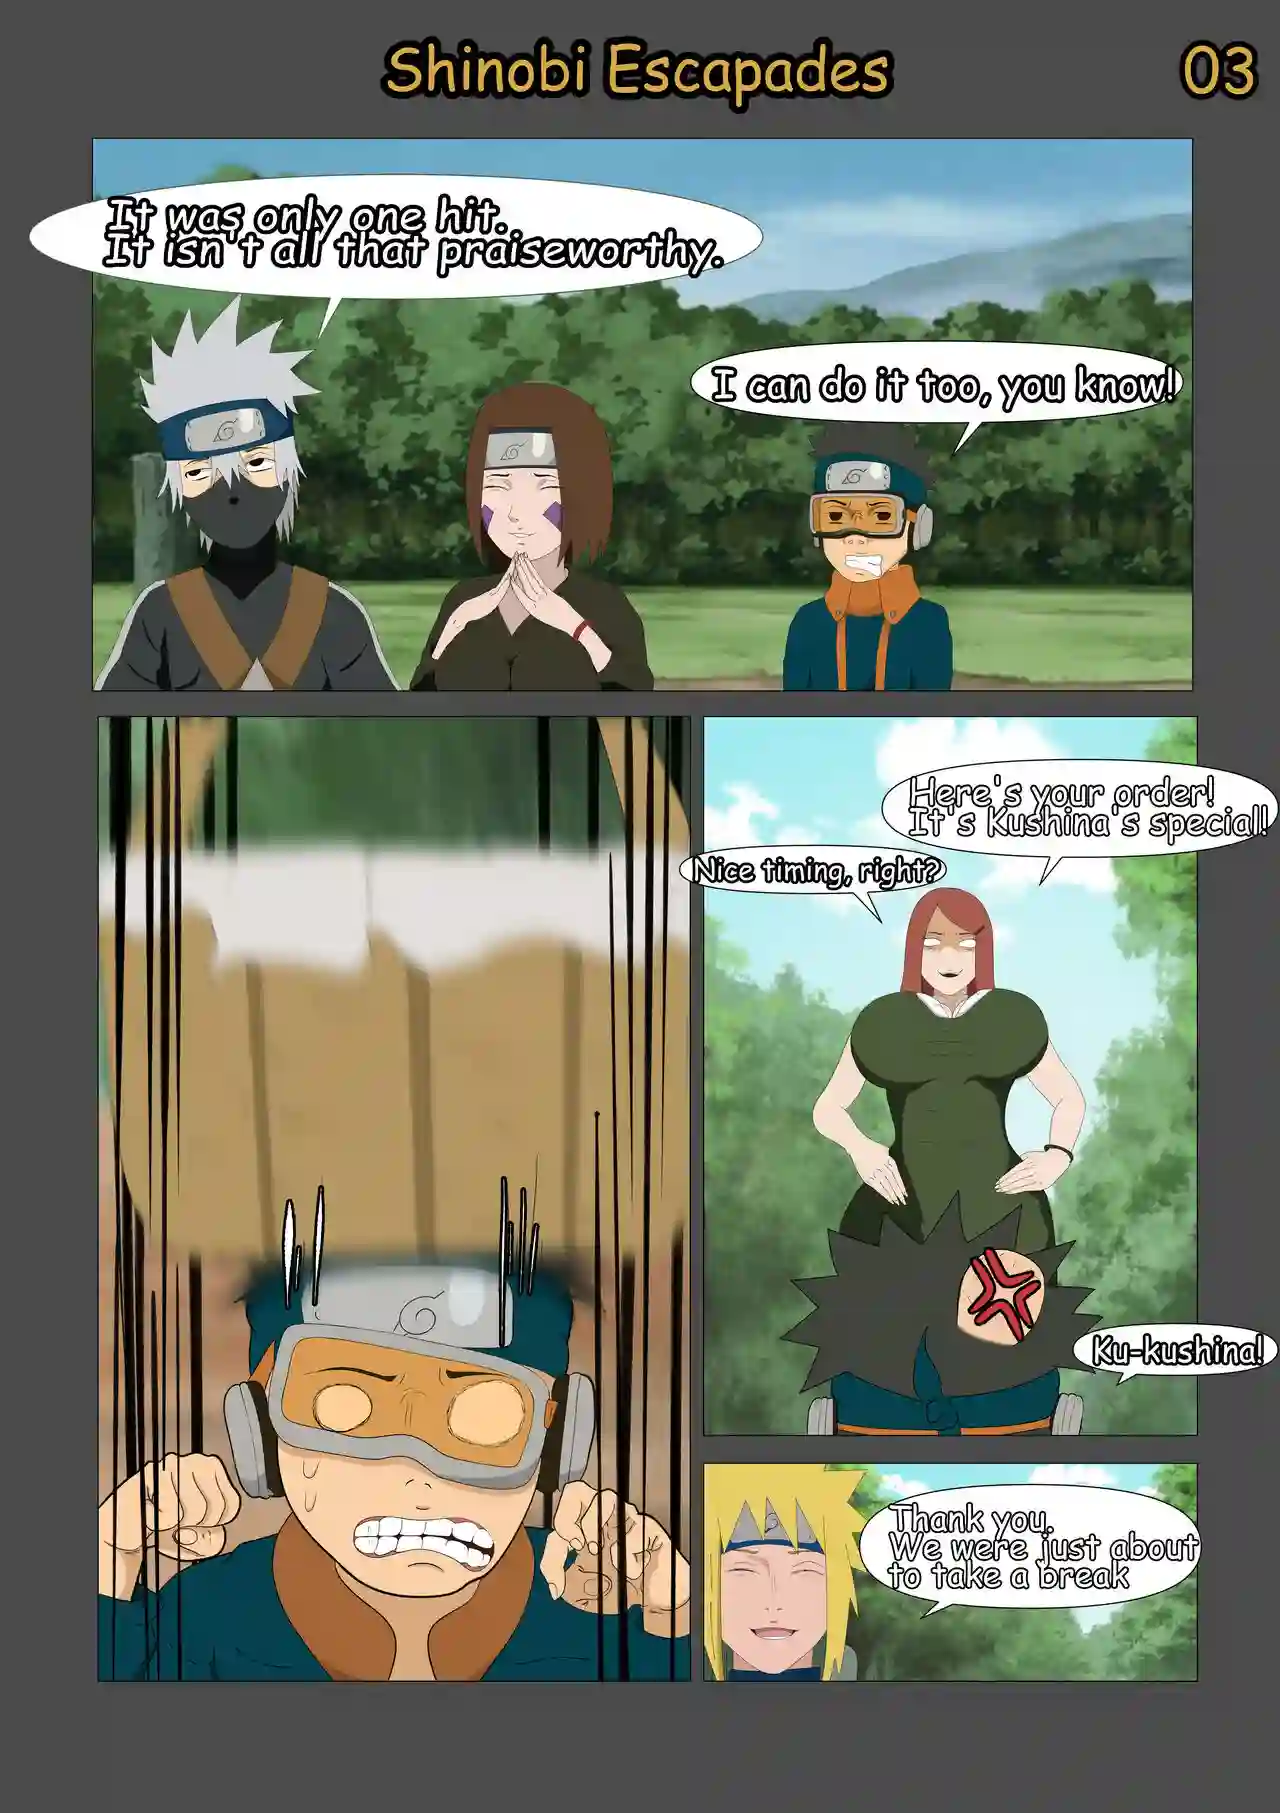 Shinobi Escapades
03
It was only one hit.
It isn't all that praiseworthy.
I can do it too, you know!
Here's your order!
It's Kushina's special!
Nice timing, right?
Ku-kushina!
Thank you.
We were just about
to take a break